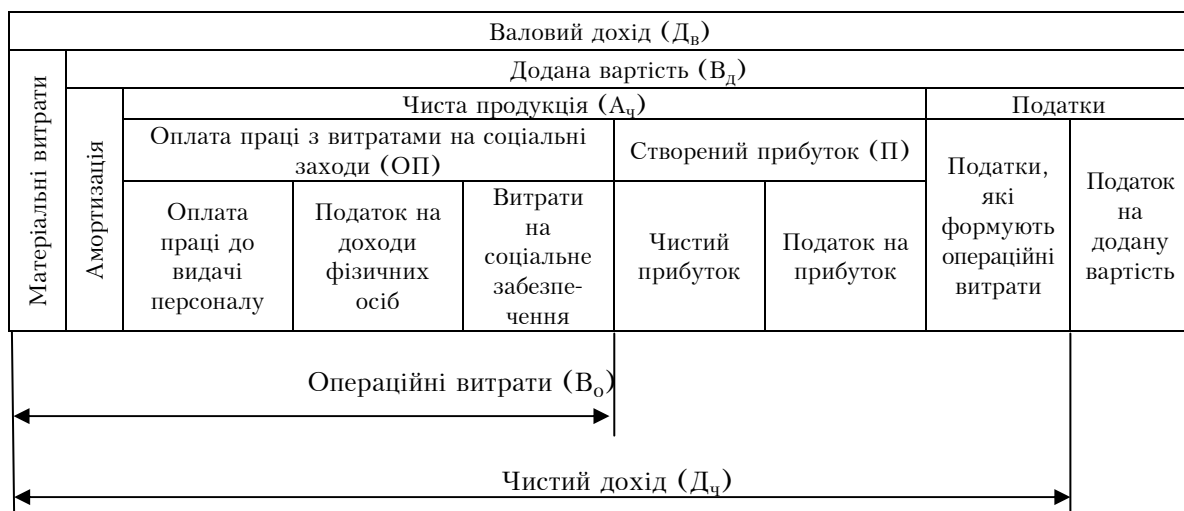 Валовий дохід (Дв)
Матеріальні витрати
Додана вартість (Вд)
Амортизація
Чиста продукція (Ач)
Податки
Оплата праці з витратами на соціальні
заходи (ОП)
Створений прибуток (П)
Податки,
які
формують
операційні
витрати
Податок
на
додану
вартість
Оплата
праці до
видачі
персоналу
Податок на
доходи
фізичних
осіб
Витрати
на
соціальне
забезпе-
чення
Чистий
прибуток
Податок на
прибуток
Операційні витрати (Во)
Чистий дохід (Дч)